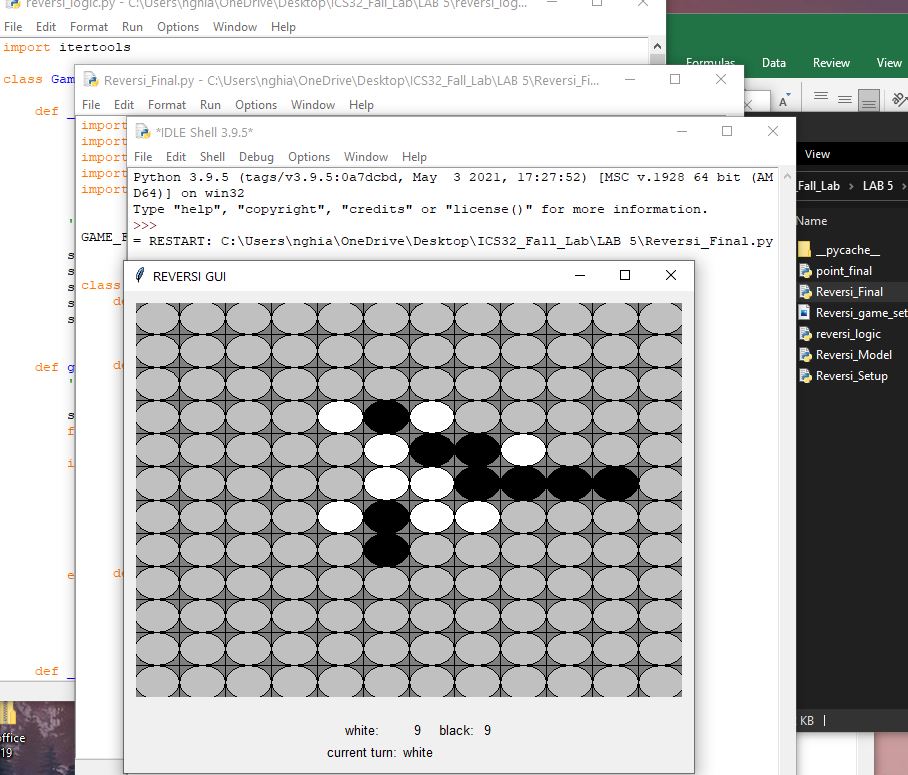 reversi_logic.py - C:\Users\nghia\OneDrive\Desktop\ICS32_Fall_Lab\LAB 5\reversi_log...
File Edit Format Run Options Window Help
import itertools
class Gam
def _
def g
def _
Reversi_Final.py - C:\Users\nghia\OneDrive\Desktop\ICS32_Fall_Lab\LAB 5\Reversi_Fi...
File Edit Format Run Options Window Help
import
import
import
import
import
class
*IDLE Shell 3.9.5*
File Edit Shell Debug Options Window Help
Python 3.9.5 (tags/v3.9.5:0a7dcbd, May  3 2021, 17:27:52) [MSC v.1928 64 bit (AM
D64)] on win32
Type "help", "copyright", "credits" or "license()" for more information.
>>>
= RESTART: C:\Users\nghia\OneDrive\Desktop\ICS32_Fall_Lab\LAB 5\Reversi_Final.py
REVERSI GUI
white: 9 black: 9
current turn: white
Formulas Data Review View
View
_Fall_Lab > LAB 5 >
Name
__pycache__
point_final
Reversi_Final
Reversi_game_set
reversi_logic
Reversi_Model
Reversi_Setup
KB
ffice
19